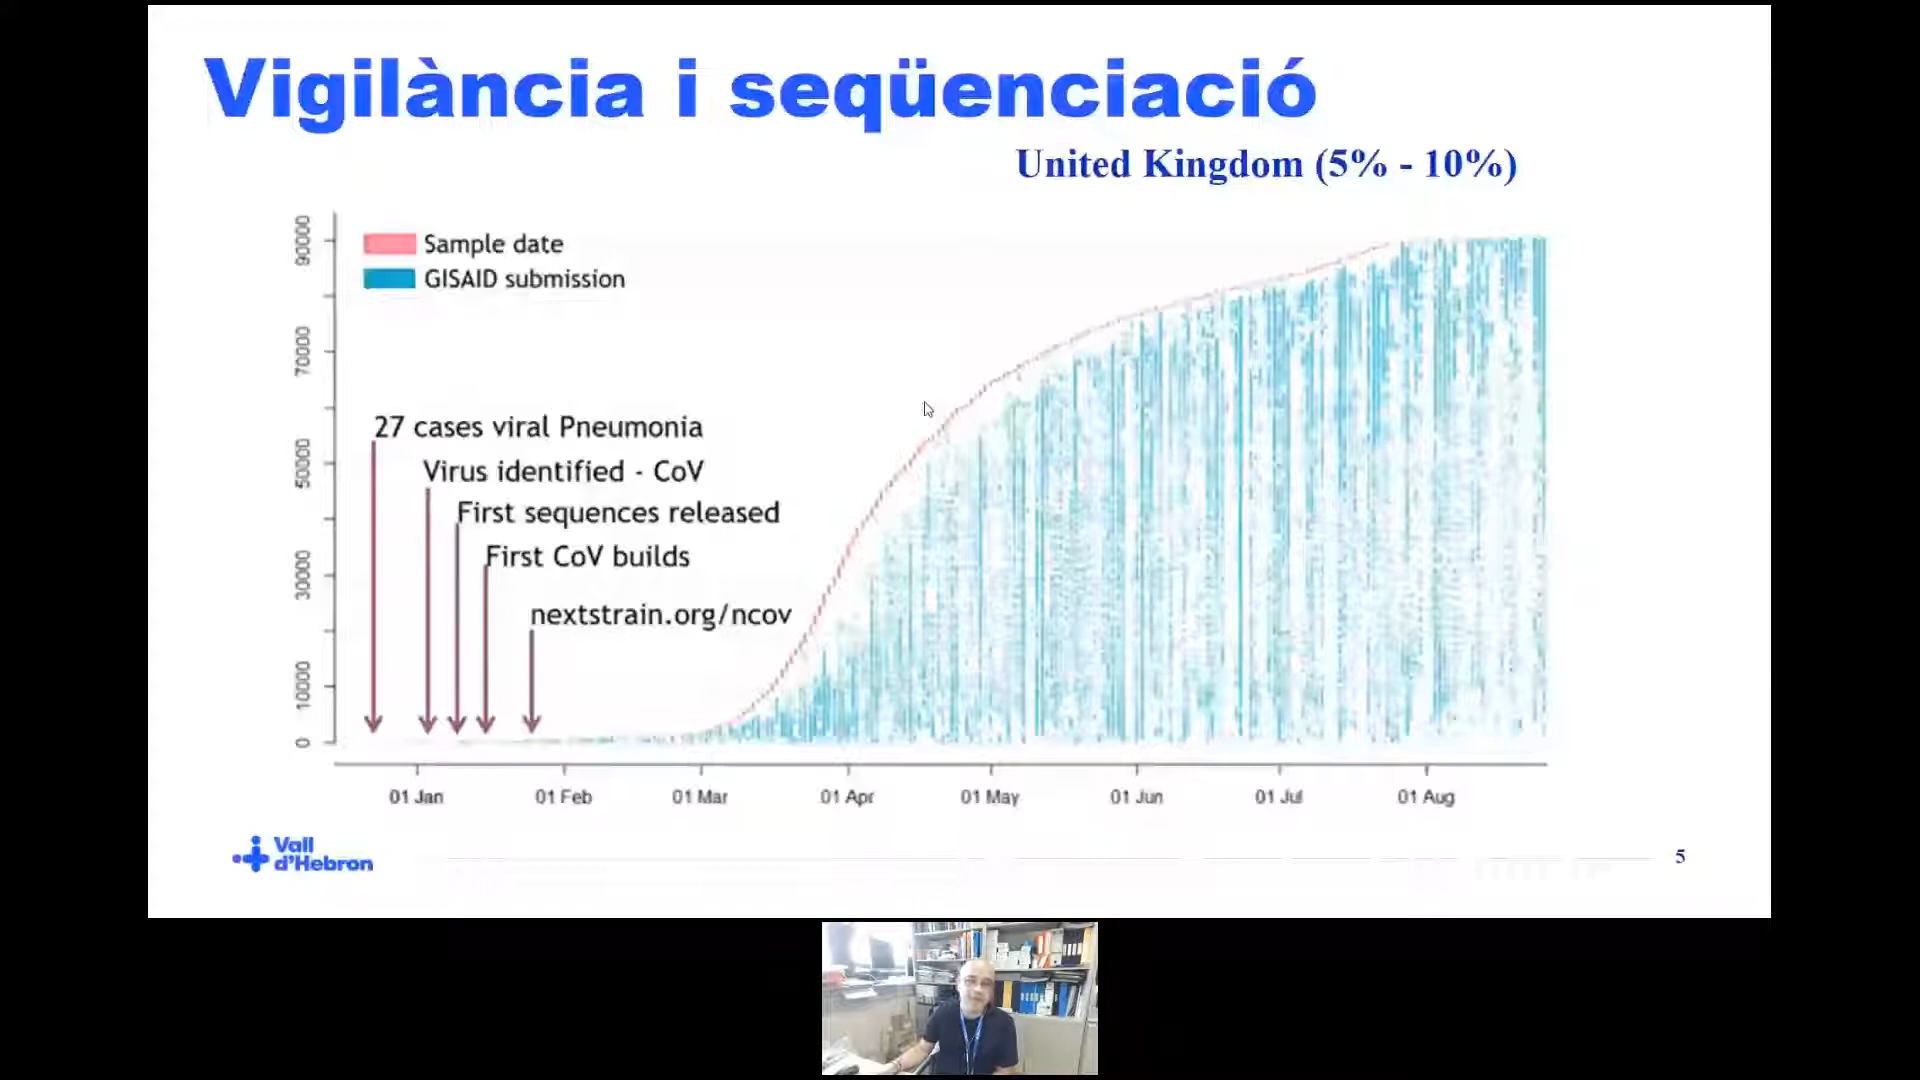 Vigilància i seqüenciació
United Kingdom (5% - 10%)
Sample date
GISAID submission
27 cases viral Pneumonia
Virus identified - CoV
First sequences released
First CoV builds
nextstrain.org/ncov
90000
70000
50000
30000
10000
0
01 Jan
01 Feb
01 Mar
01 Apr
01 May
01 Jun
01 Jul
01 Aug
Vall
d'Hebron
5